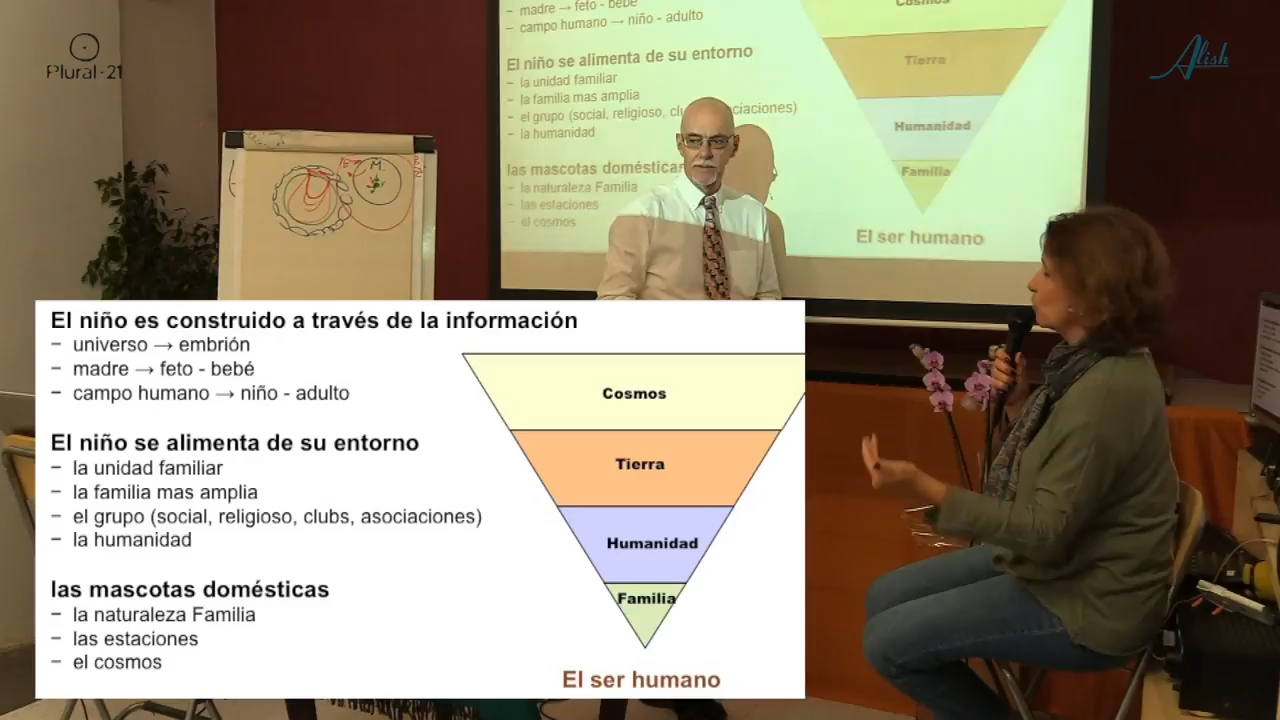 Plural-21
Alish
madre → feto - bebé
campo humano → niño - adulto
El niño se alimenta de su entorno
la unidad familiar
la familia mas amplia
el grupo (social, religioso, clu ciaciones)
la humanidad
las mascotas domésticas
la naturaleza Familia
las estaciones
el cosmos
Cosmos
Tierra
Humanidad
Familia
El ser humano
M.
El niño es construido a través de la información
– universo → embrión
– madre → feto - bebé
– campo humano → niño - adulto
El niño se alimenta de su entorno
– la unidad familiar
– la familia mas amplia
– el grupo (social, religioso, clubs, asociaciones)
– la humanidad
las mascotas domésticas
– la naturaleza Familia
– las estaciones
– el cosmos
Cosmos
Tierra
Humanidad
Familia
El ser humano